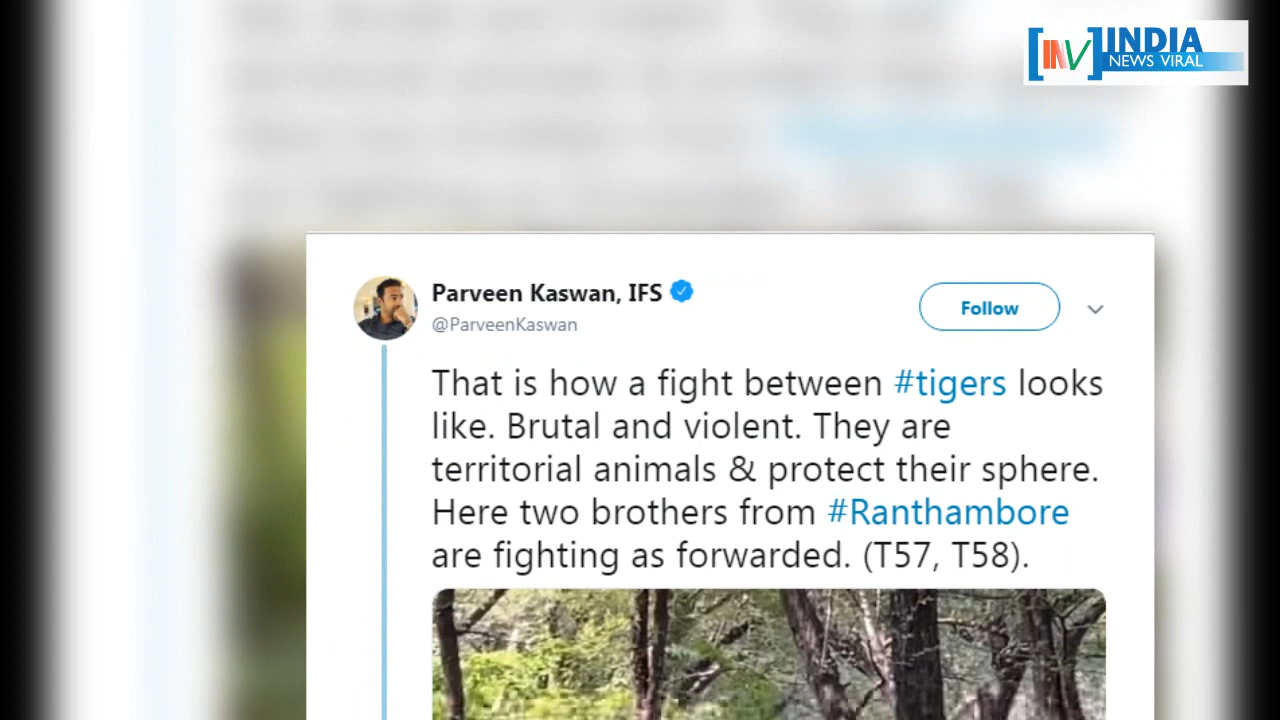 [INV] INDIA
NEWS VIRAL
Parveen Kaswan, IFS
@ParveenKaswan
Follow
That is how a fight between #tigers looks
like. Brutal and violent. They are
territorial animals & protect their sphere.
Here two brothers from #Ranthambore
are fighting as forwarded. (T57, T58).